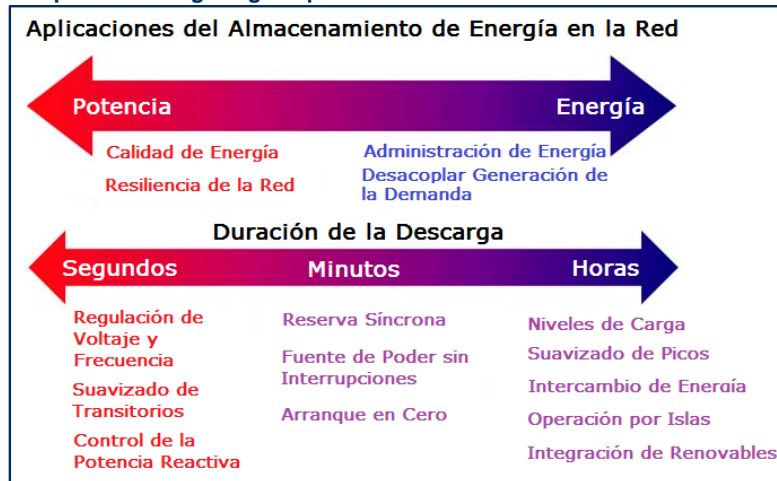 Aplicaciones del Almacenamiento de Energía en la Red
Potencia
Energía
Calidad de Energía
Resiliencia de la Red
Administración de Energía
Desacoplar Generación de
la Demanda
Duración de la Descarga
Segundos
Minutos
Horas
Regulación de
Voltaje y
Frecuencia
Suavizado de
Transitorios
Control de la
Potencia Reactiva
Reserva Síncrona
Fuente de Poder sin
Interrupciones
Arranque en Cero
Niveles de Carga
Suavizado de Picos
Intercambio de Energía
Operación por Islas
Integración de Renovables